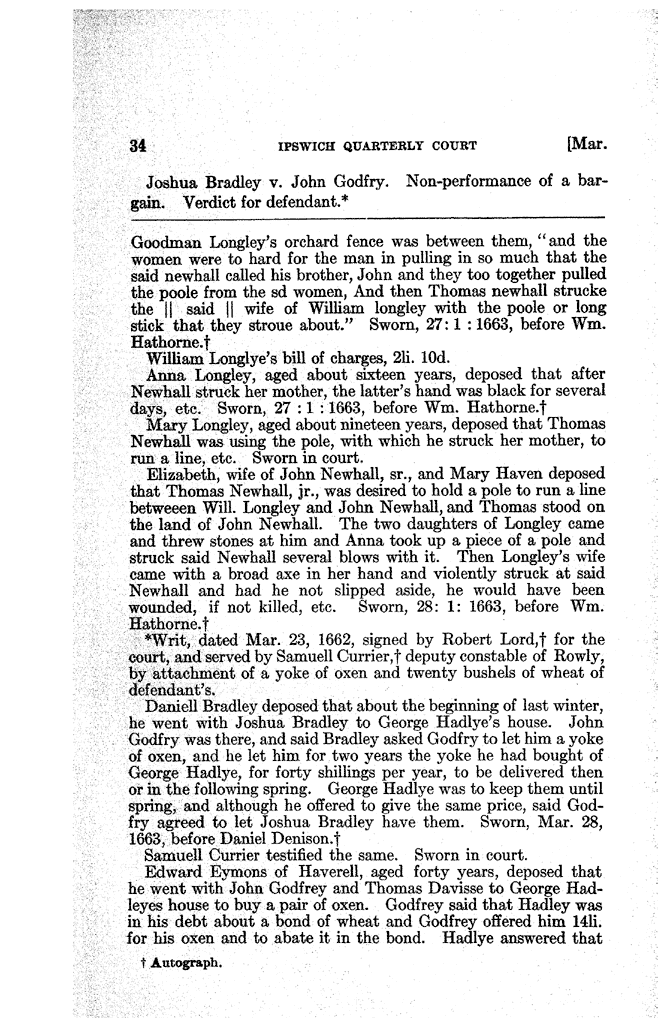 34 IPSWICH QUARTERLY COURT [Mar.
Joshua Bradley v. John Godfry. Non-performance of a bar-
gain. Verdict for defendant.*
Goodman Longley's orchard fence was between them, "and the
women were to hard for the man in pulling in so much that the
said newhall called his brother, John and they too together pulled
the poole from the sd women, And then Thomas newhall strucke
the || said || wife of William longley with the poole or long
stick that they stroue about." Sworn, 27: 1 : 1663, before Wm.
Hathorne.†
William Longlye's bill of charges, 2li. 10d.
Anna Longley, aged about sixteen years, deposed that after
Newhall struck her mother, the latter's hand was black for several
days, etc. Sworn, 27 : 1 : 1663, before Wm. Hathorne.†
Mary Longley, aged about nineteen years, deposed that Thomas
Newhall was using the pole, with which he struck her mother, to
run a line, etc. Sworn in court.
Elizabeth, wife of John Newhall, sr., and Mary Haven deposed
that Thomas Newhall, jr., was desired to hold a pole to run a line
betweeen Will. Longley and John Newhall, and Thomas stood on
the land of John Newhall. The two daughters of Longley came
and threw stones at him and Anna took up a piece of a pole and
struck said Newhall several blows with it. Then Longley's wife
came with a broad axe in her hand and violently struck at said
Newhall and had he not slipped aside, he would have been
wounded, if not killed, etc. Sworn, 28: 1: 1663, before Wm.
Hathorne.†
*Writ, dated Mar. 23, 1662, signed by Robert Lord,† for the
court, and served by Samuell Currier,† deputy constable of Rowly,
by attachment of a yoke of oxen and twenty bushels of wheat of
defendant's.
Daniell Bradley deposed that about the beginning of last winter,
he went with Joshua Bradley to George Hadlye's house. John
Godfry was there, and said Bradley asked Godfry to let him a yoke
of oxen, and he let him for two years the yoke he had bought of
George Hadlye, for forty shillings per year, to be delivered then
or in the following spring. George Hadlye was to keep them until
spring, and although he offered to give the same price, said God-
fry agreed to let Joshua Bradley have them. Sworn, Mar. 28,
1663, before Daniel Denison.†
Samuell Currier testified the same. Sworn in court.
Edward Eymons of Haverell, aged forty years, deposed that
he went with John Godfrey and Thomas Davisse to George Had-
leyes house to buy a pair of oxen. Godfrey said that Hadley was
in his debt about a bond of wheat and Godfrey offered him 14li.
for his oxen and to abate it in the bond. Hadlye answered that
† Autograph.